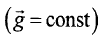 (g⃗ = const)